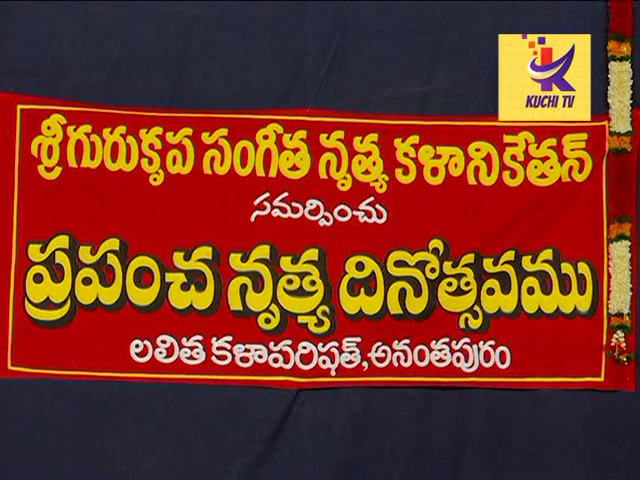 KUCHI TV
శ్రీగురుకృప సంగీత నృత్య కళానికేతన్
సమర్పించు
ప్రపంచ నృత్య దినోత్సవము
లలిత కళాపరిషత్,అనంతపురం